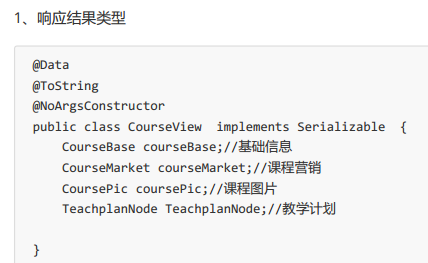 1、响应结果类型
@Data
@ToString
@NoArgsConstructor
public class CourseView  implements Serializable  {
    CourseBase courseBase;//基础信息
    CourseMarket courseMarket;//课程营销
    CoursePic coursePic;//课程图片
    TeachplanNode TeachplanNode;//教学计划
}